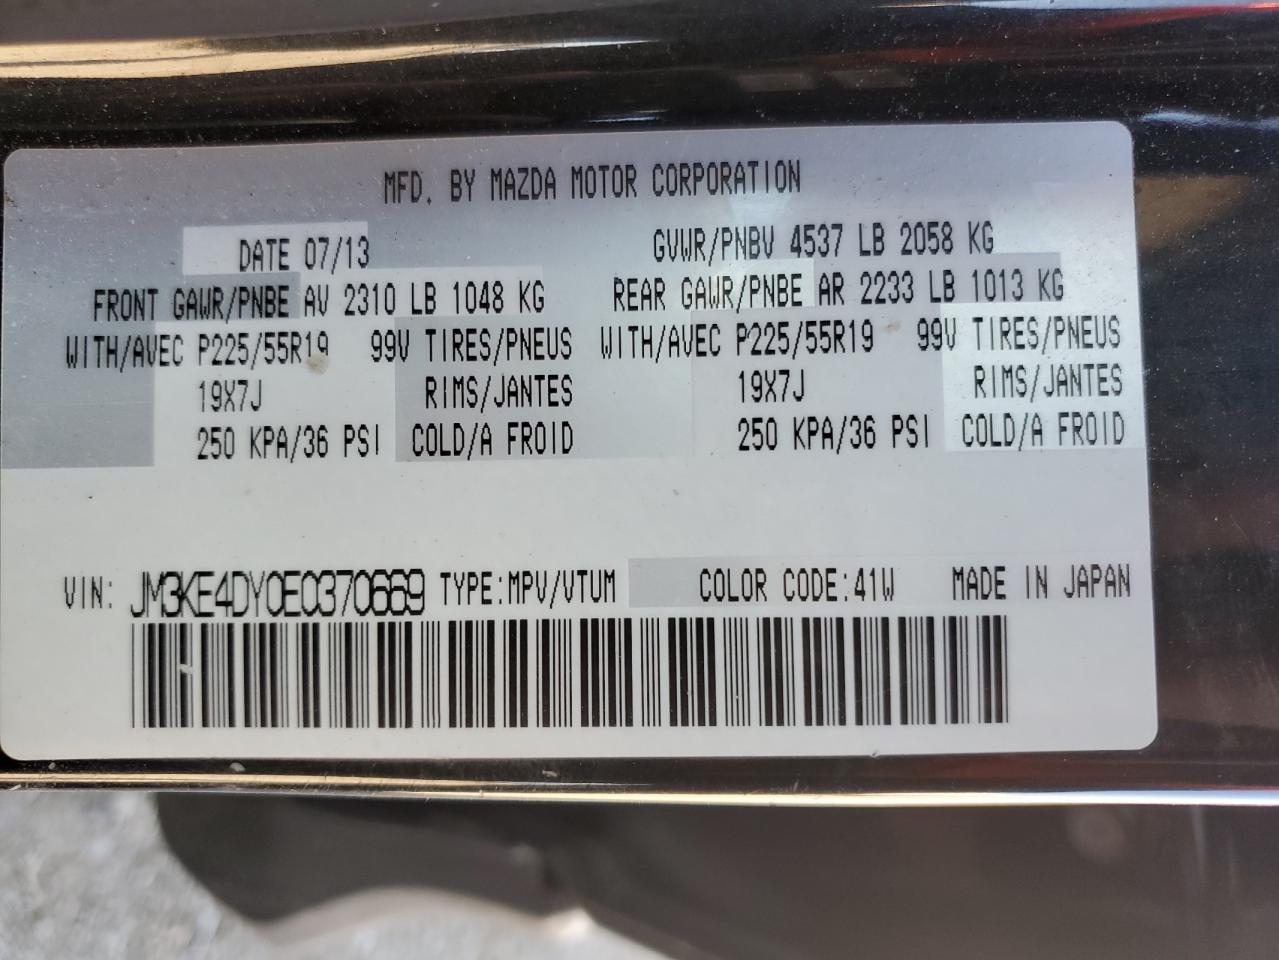 MFD. BY MAZDA MOTOR CORPORATION
DATE 07/13 GVWR/PNBV 4537 LB 2058 KG
FRONT GAWR/PNBE AV 2310 LB 1048 KG REAR GAWR/PNBE AR 2233 LB 1013 KG
WITH/AVEC P225/55R19 99V TIRES/PNEUS WITH/AVEC P225/55R19 99V TIRES/PNEUS
19X7J RIMS/JANTES 19X7J RIMS/JANTES
250 KPA/36 PSI COLD/A FROID 250 KPA/36 PSI COLD/A FROID
VIN: JM3KE4DY0E0370669 TYPE:MPV/VTUM COLOR CODE:41W MADE IN JAPAN